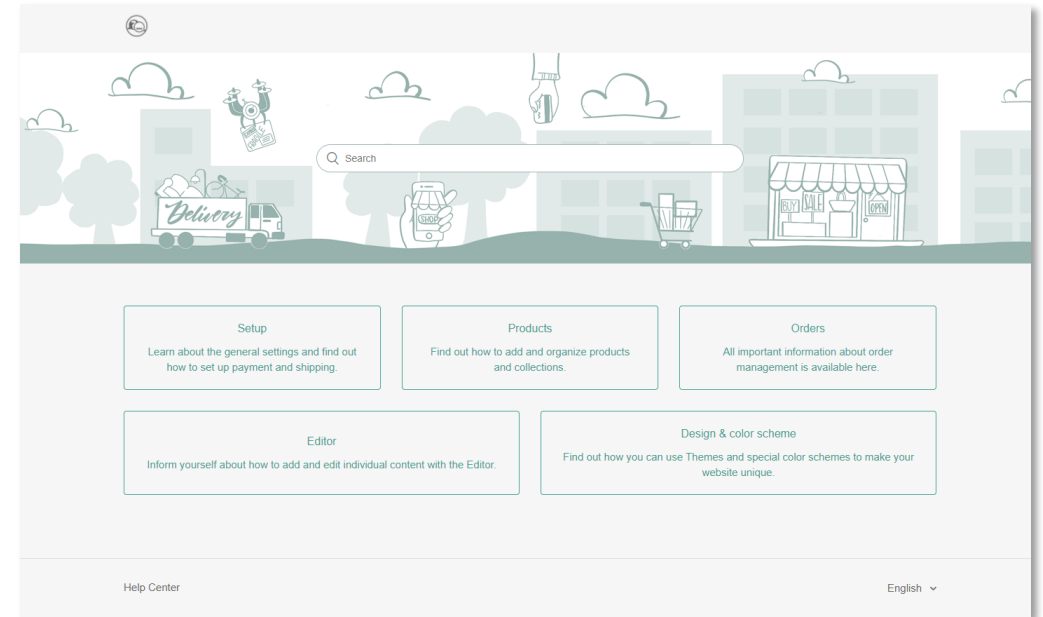 Search
Delivery
SHOP
BUY
SALE
OPEN
Setup
Learn about the general settings and find out
how to set up payment and shipping.
Products
Find out how to add and organize products
and collections.
Orders
All important information about order
management is available here.
Editor
Inform yourself about how to add and edit individual content with the Editor.
Design & color scheme
Find out how you can use Themes and special color schemes to make your
website unique.
Help Center
English